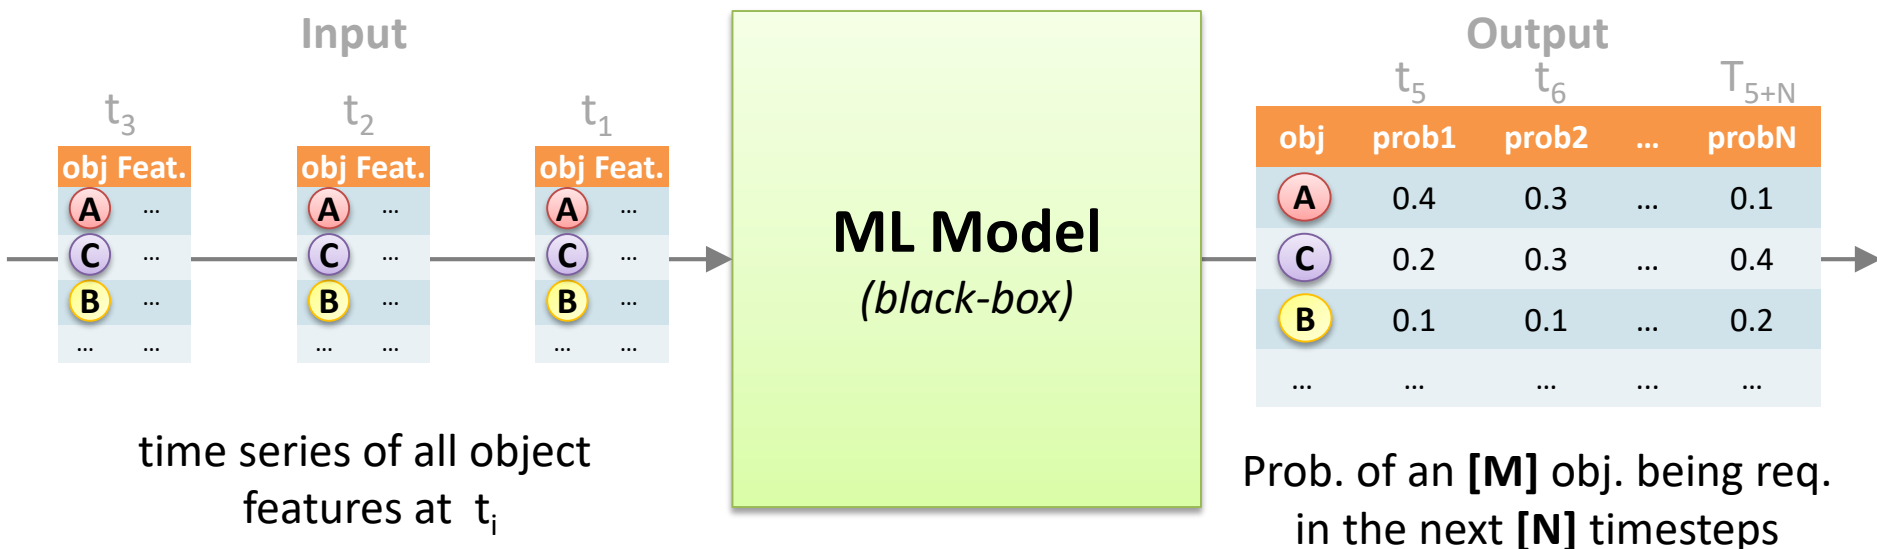 Input
t3
t2
t1
obj Feat.
A ...
C ...
B ...
... ...
obj Feat.
A ...
C ...
B ...
... ...
obj Feat.
A ...
C ...
B ...
... ...
time series of all object
features at ti
ML Model
(black-box)
Output
t5 t6 T5+N
obj prob1 prob2 ... probN
A 0.4 0.3 ... 0.1
C 0.2 0.3 ... 0.4
B 0.1 0.1 ... 0.2
... ... ... ... ...
Prob. of an [M] obj. being req.
in the next [N] timesteps